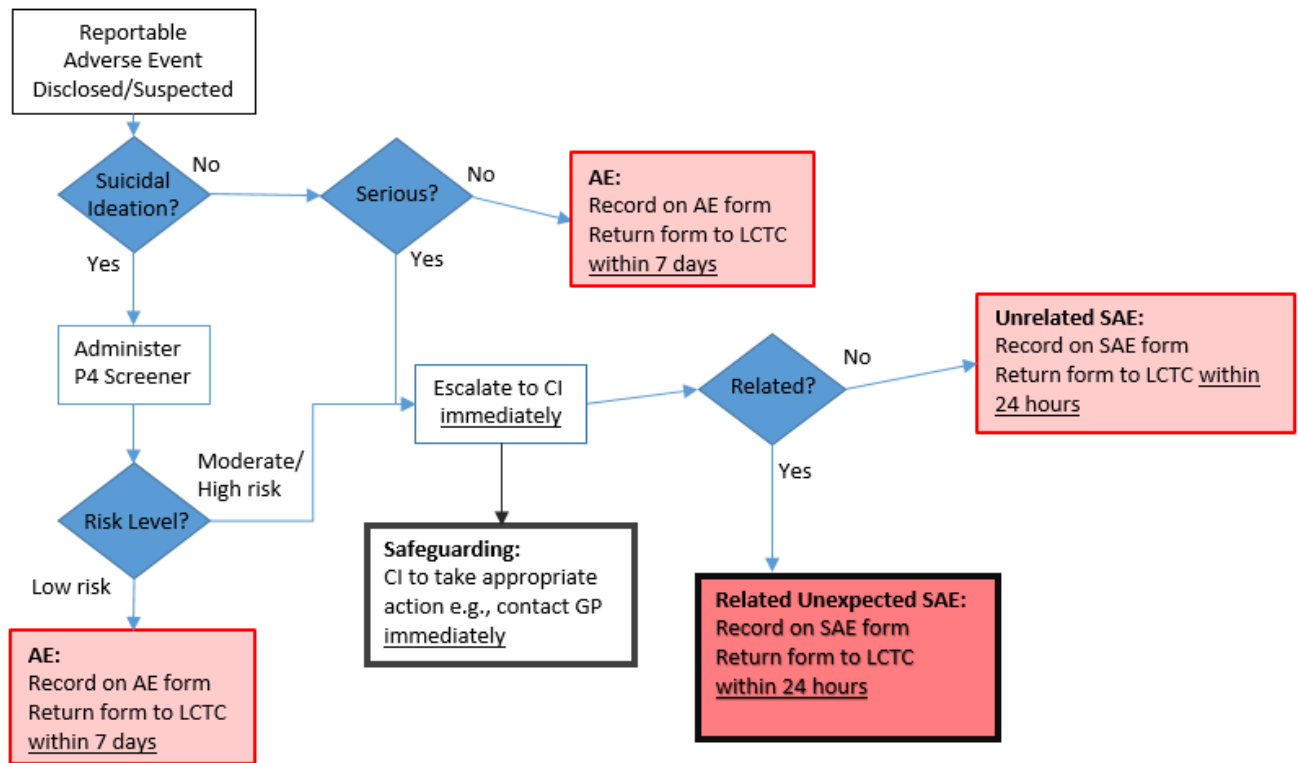 Reportable
Adverse Event
Disclosed/Suspected
Suicidal
Ideation?
No
Yes
Serious?
No
Yes
AE:
Record on AE form
Return form to LCTC
within 7 days
Administer
P4 Screener
Risk Level?
Moderate/
High risk
Low risk
AE:
Record on AE form
Return form to LCTC
within 7 days
Escalate to CI
immediately
Safeguarding:
CI to take appropriate
action e.g., contact GP
immediately
Related?
No
Yes
Unrelated SAE:
Record on SAE form
Return form to LCTC within
24 hours
Related Unexpected SAE:
Record on SAE form
Return form to LCTC
within 24 hours